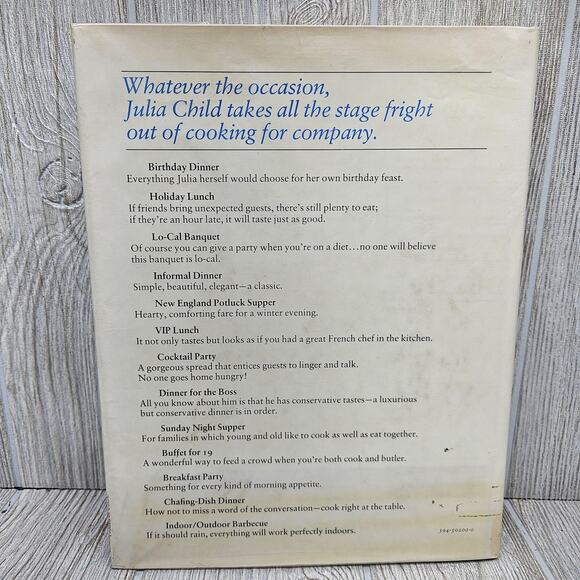 Whatever the occasion,
Julia Child takes all the stage fright
out of cooking for company.
Birthday Dinner
Everything Julia herself would choose for her own birthday feast.
Holiday Lunch
If friends bring unexpected guests, there's still plenty to eat;
if they're an hour late, it will taste just as good.
Lo-Cal Banquet
Of course you can give a party when you're on a diet...no one will believe
this banquet is lo-cal.
Informal Dinner
Simple, beautiful, elegant—a classic.
New England Potluck Supper
Hearty, comforting fare for a winter evening.
VIP Lunch
It not only tastes but looks as if you had a great French chef in the kitchen.
Cocktail Party
A gorgeous spread that entices guests to linger and talk.
No one goes home hungry!
Dinner for the Boss
All you know about him is that he has conservative tastes—a luxurious
but conservative dinner is in order.
Sunday Night Supper
For families in which young and old like to cook as well as eat together.
Buffet for 19
A wonderful way to feed a crowd when you're both cook and butler.
Breakfast Party
Something for every kind of morning appetite.
Chafing-Dish Dinner
How not to miss a word of the conversation—cook right at the table.
Indoor/Outdoor Barbecue
If it should rain, everything will work perfectly indoors.